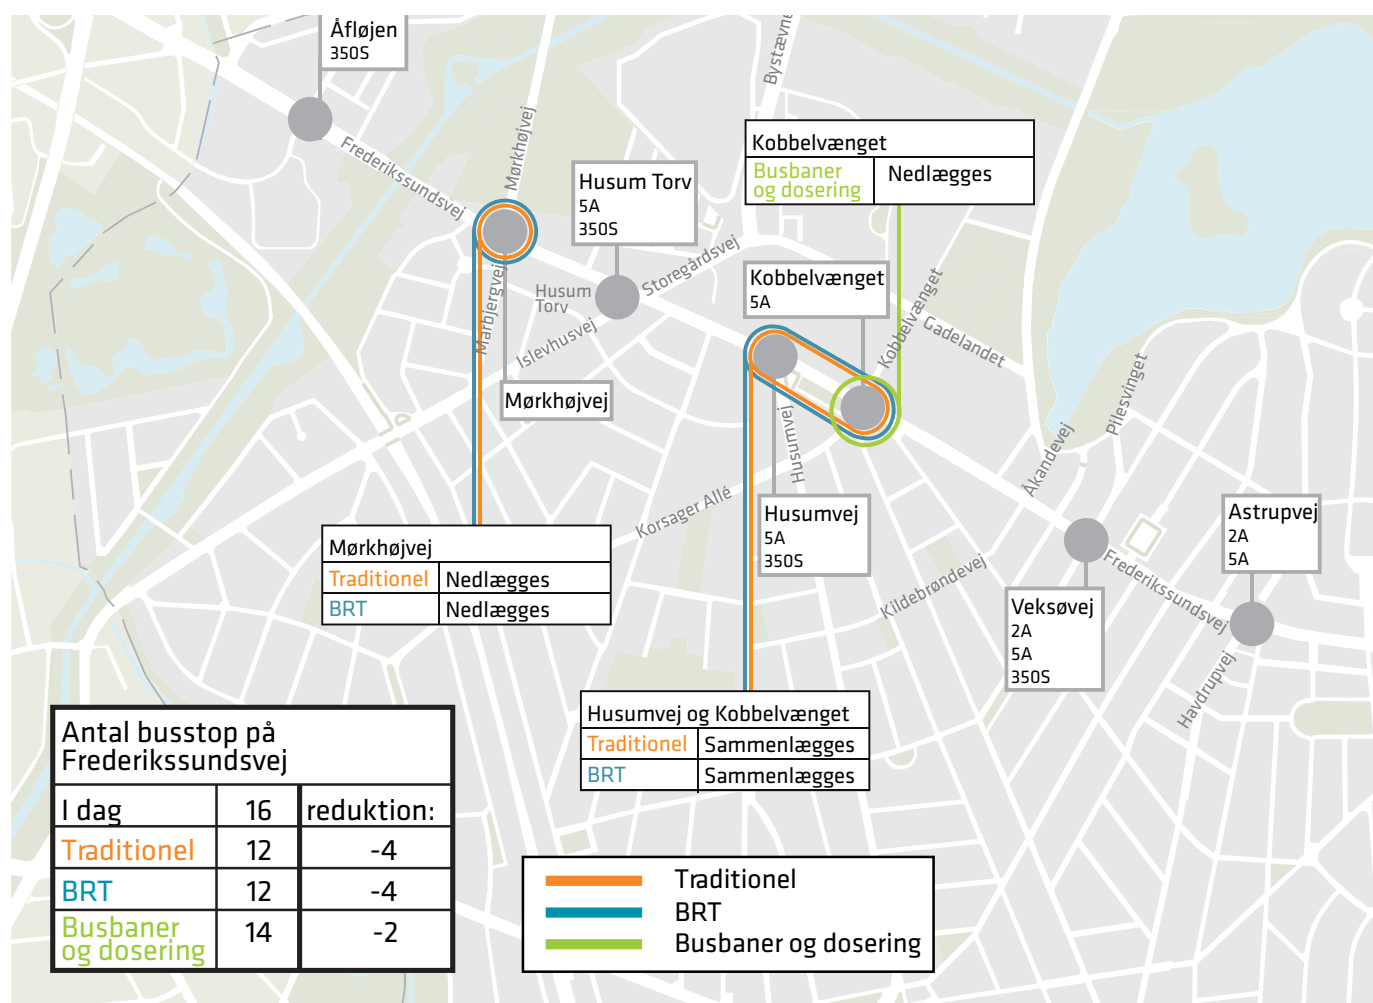 Åfløjen
350S
Bystævne
Mørkhøjvej
Frederikssundsvej
Kobbelvænget
Busbaner
og dosering
Nedlægges
Husum Torv
5A
350S
Storegårdsvej
Kobbelvænget
5A
Husum
Torv
Marbjergvej
Islevhusvej
Kobbelvænget
Gadelandet
Mørkhøjvej
Pilesvinget
Husumvej
Åkandevej
Korsager Allé
Husumvej
5A
350S
Astrupvej
2A
5A
Mørkhøjvej
Traditionel Nedlægges
BRT Nedlægges
Kildebrøndevej
Frederikssundsvej
Veksøvej
2A
5A
350S
Havdrupvej
Husumvej og Kobbelvænget
Traditionel Sammenlægges
BRT Sammenlægges
Antal busstop på
Frederikssundsvej
I dag 16 reduktion:
Traditionel 12 -4
BRT 12 -4
Busbaner
og dosering 14 -2
Traditionel
BRT
Busbaner og dosering